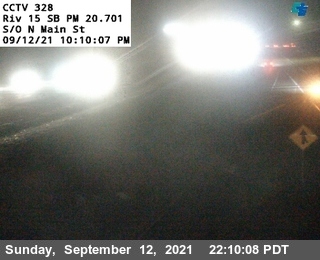 CCTV 328
Riv 15 SB PM 20.701
S/O N Main St
09/12/21 10:10:07 PM
Sunday, September 12, 2021 22:10:08 PDT